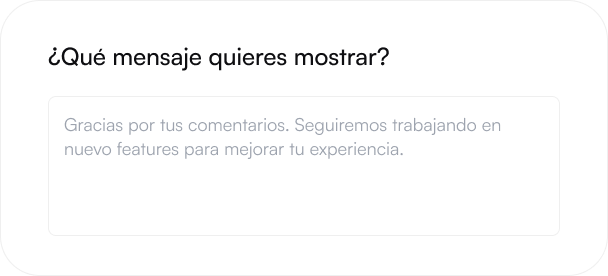 ¿Qué mensaje quieres mostrar?
Gracias por tus comentarios. Seguiremos trabajando en
nuevo features para mejorar tu experiencia.